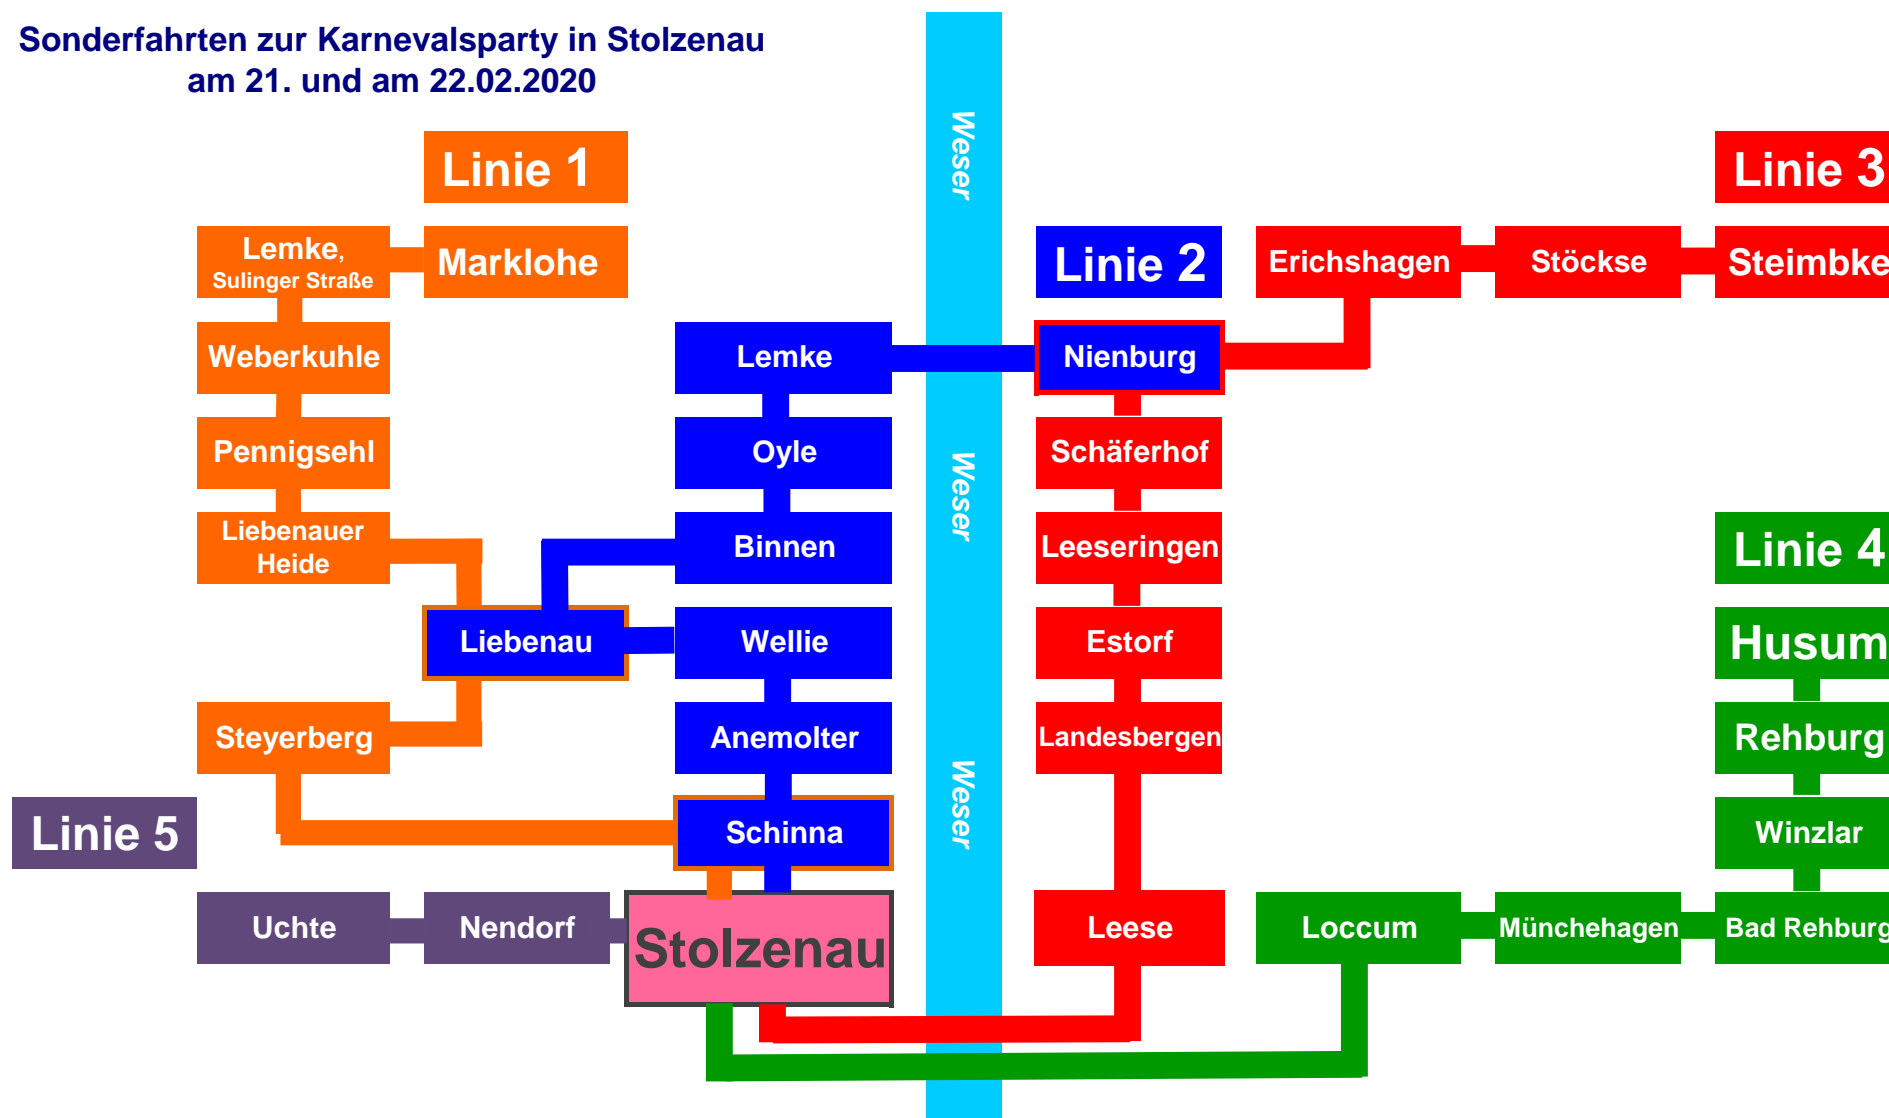 Sonderfahrten zur Karnevalsparty in Stolzenau
am 21. und am 22.02.2020
Weser
Linie 1
Linie 3
Lemke,
Sulinger Straße
Marklohe
Linie 2
Erichshagen
Stöckse
Steimbke
Weberkuhle
Lemke
Nienburg
Pennigsehl
Oyle
Weser
Schäferhof
Liebenauer
Heide
Binnen
Leeseringen
Linie 4
Liebenau
Wellie
Estorf
Husum
Steyerberg
Anemolter
Landesbergen
Rehburg
Weser
Linie 5
Schinna
Winzlar
Uchte
Nendorf
Stolzenau
Leese
Loccum
Münchehagen
Bad Rehburg